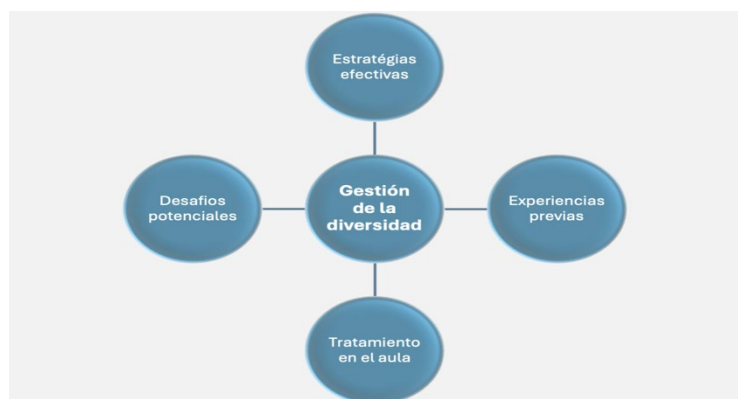 Estratégias
efectivas
Desafios
potenciales
Gestión
de la
diversidad
Experiencias
previas
Tratamiento
en el aula